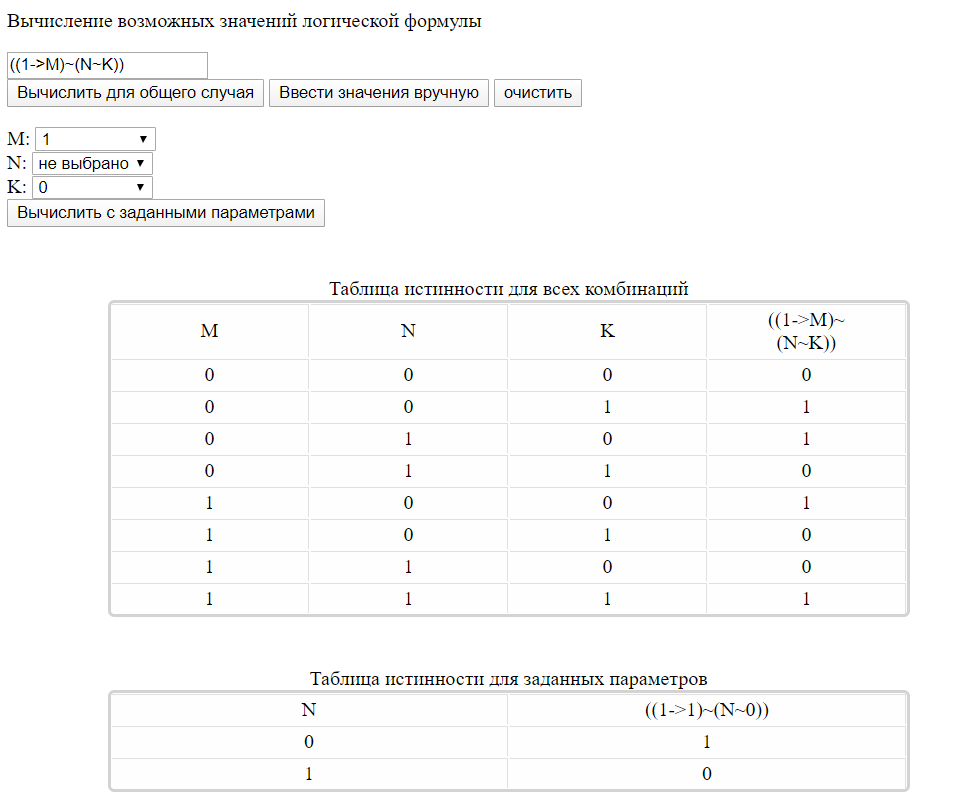 Вычисление возможных значений логической формулы
((1->M)~(N~K))
Вычислить для общего случая Ввести значения вручную очистить
M: 1
N: не выбрано
K: 0
Вычислить с заданными параметрами
Таблица истинности для всех комбинаций
M N K ((1->M)~
(N~K))
0 0 0 0
0 0 1 1
0 1 0 1
0 1 1 0
1 0 0 1
1 0 1 0
1 1 0 0
1 1 1 1
Таблица истинности для заданных параметров
N ((1->1)~(N~0))
0 1
1 0